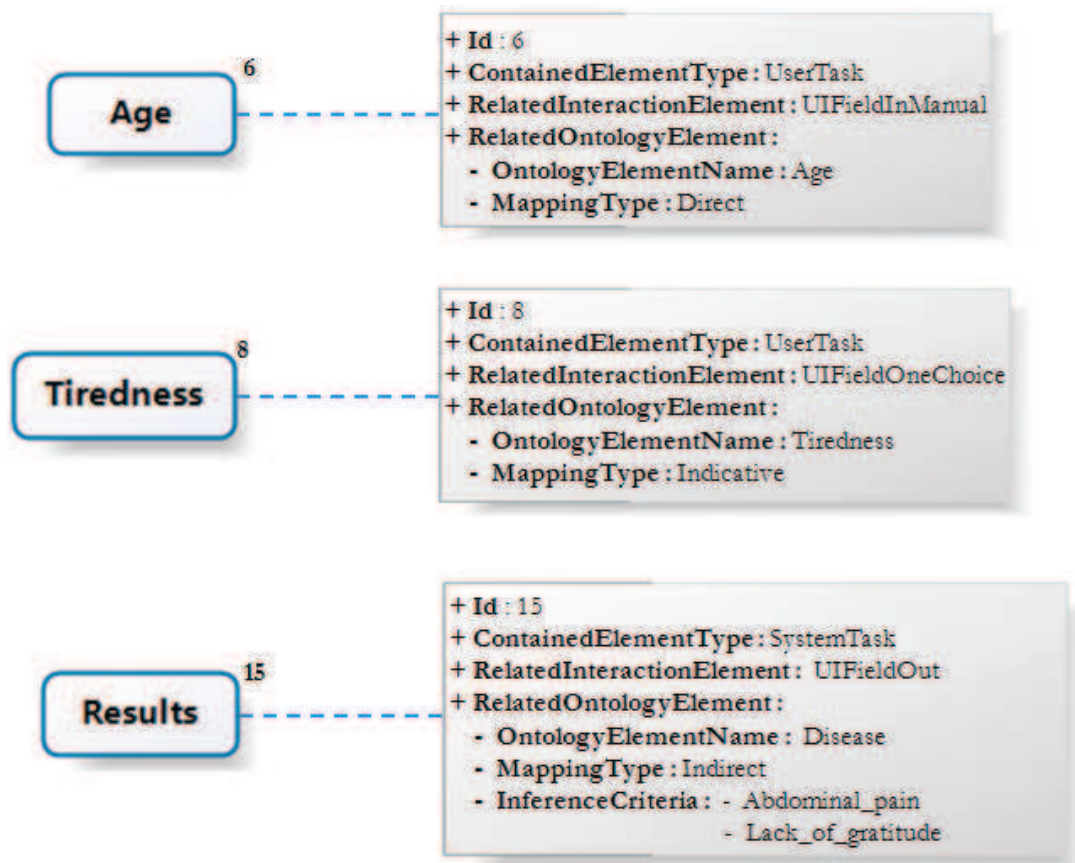 6
Age
+ Id : 6
+ ContainedElementType : UserTask
+ RelatedInteractionElement : UIFieldInManual
+ RelatedOntologyElement :
- OntologyElementName : Age
- MappingType : Direct
8
Tiredness
+ Id : 8
+ ContainedElementType : UserTask
+ RelatedInteractionElement : UIFieldOneChoice
+ RelatedOntologyElement :
- OntologyElementName : Tiredness
- MappingType : Indicative
15
Results
+ Id : 15
+ ContainedElementType : SystemTask
+ RelatedInteractionElement : UIFieldOut
+ RelatedOntologyElement :
- OntologyElementName : Disease
- MappingType : Indirect
- InferenceCriteria : - Abdominal_pain
- Lack_of_gratitude